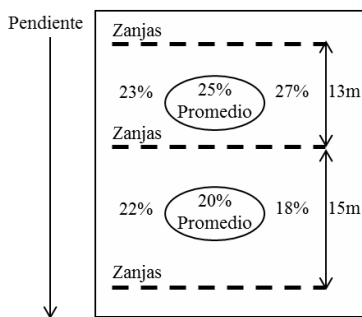 Pendiente
Zanjas
23% 25% 27% 13m
Promedio
Zanjas
22% 20% 18% 15m
Promedio
Zanjas